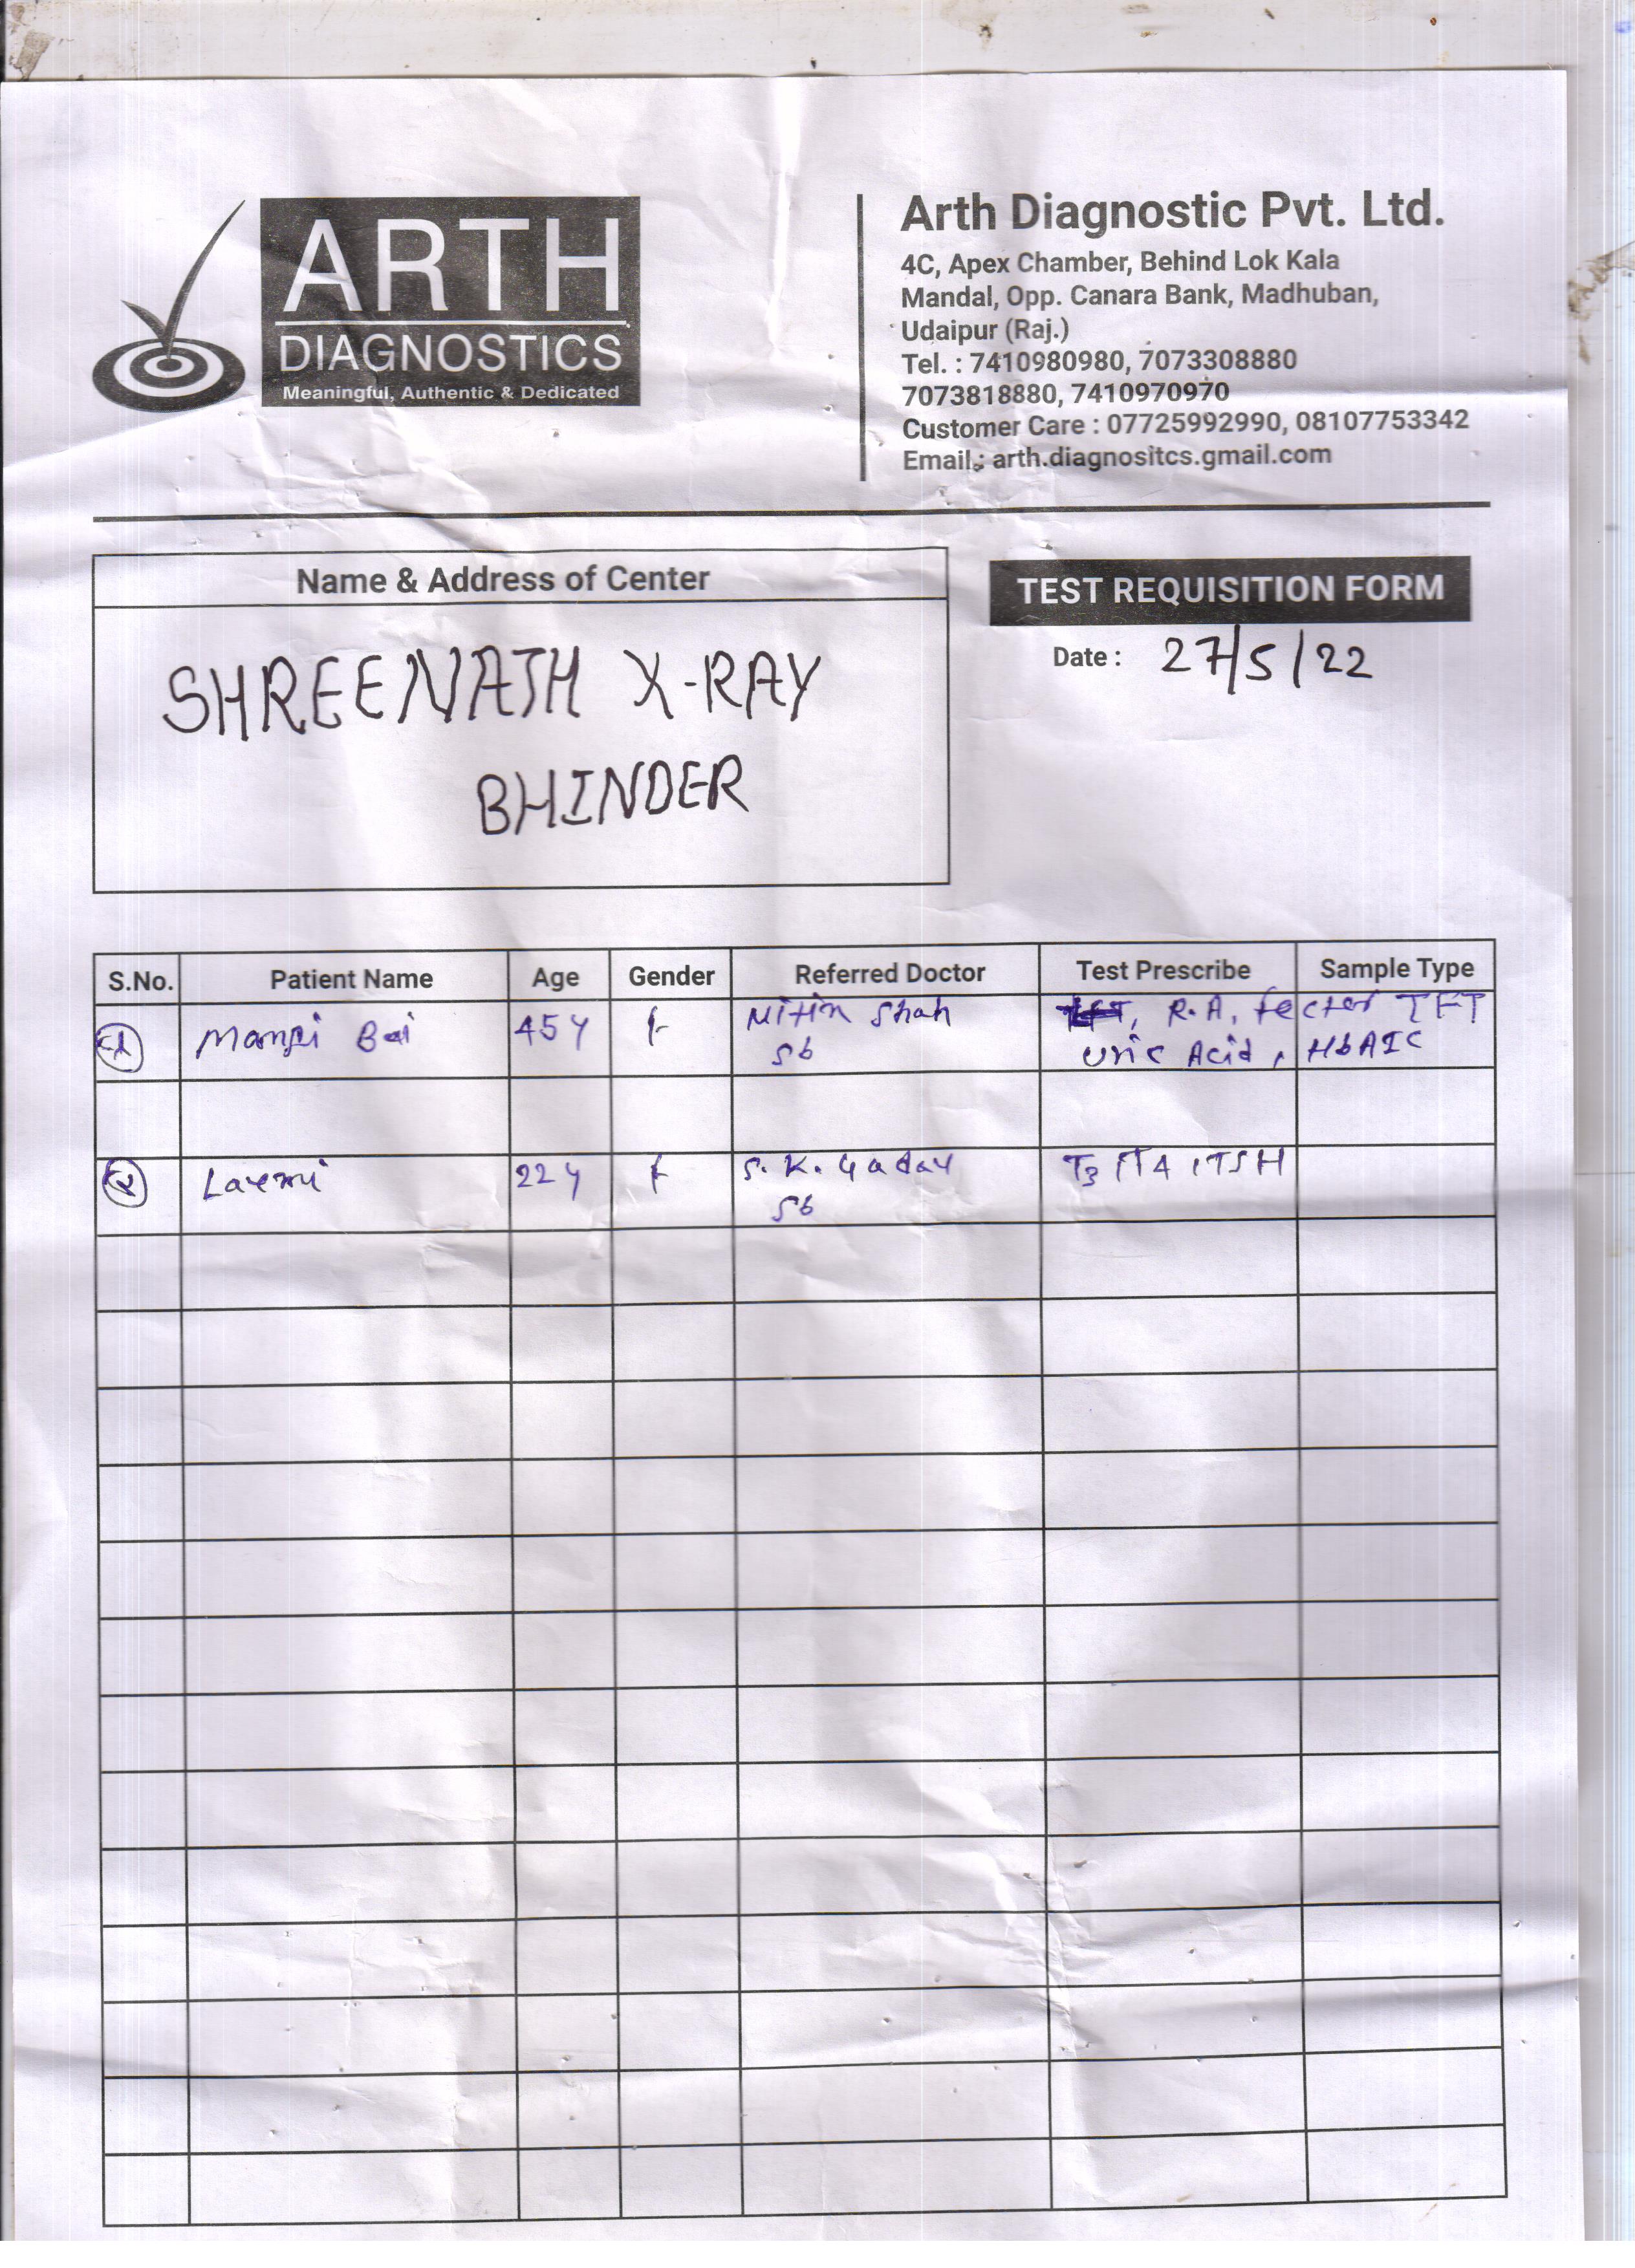 ARTH
DIAGNOSTICS
Meaningful, Authentic & Dedicated
Arth Diagnostic Pvt. Ltd.
4C, Apex Chamber, Behind Lok Kala
Mandal, Opp. Canara Bank, Madhuban,
Udaipur (Raj.)
Tel. : 7410980980, 7073308880
7073818880, 7410970970
Customer Care : 07725992990, 08107753342
Email.: arth.diagnositcs.gmail.com
Name & Address of Center
SHREENATH X-RAY
BHINDER
TEST REQUISITION FORM
Date : 27/5/22
S.No. Patient Name Age Gender Referred Doctor Test Prescribe Sample Type
1 Bai 45Y F Nitin Shah R.A, fector TFT
Sb Uric Acid, HbA1C
2 Laxmi 22y F S.K. Yadav T3 T4 TSH
Sb